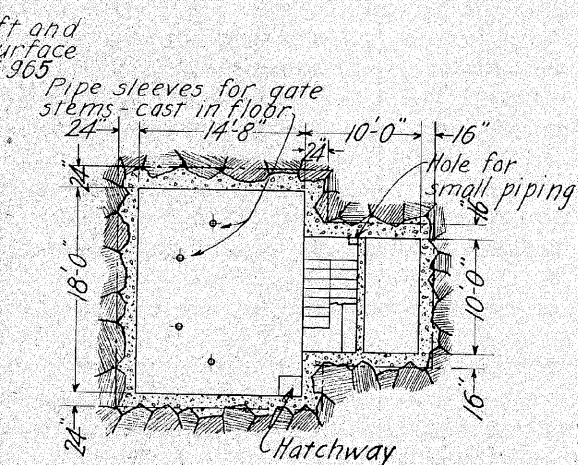 ft and
urface
965
Pipe sleeves for gate
stems - cast in floor
24" 14'-8" 10'-0" 16"
24"
24"
Hole for
small piping
16"
18'-0"
10'-0"
16"
24"
Hatchway